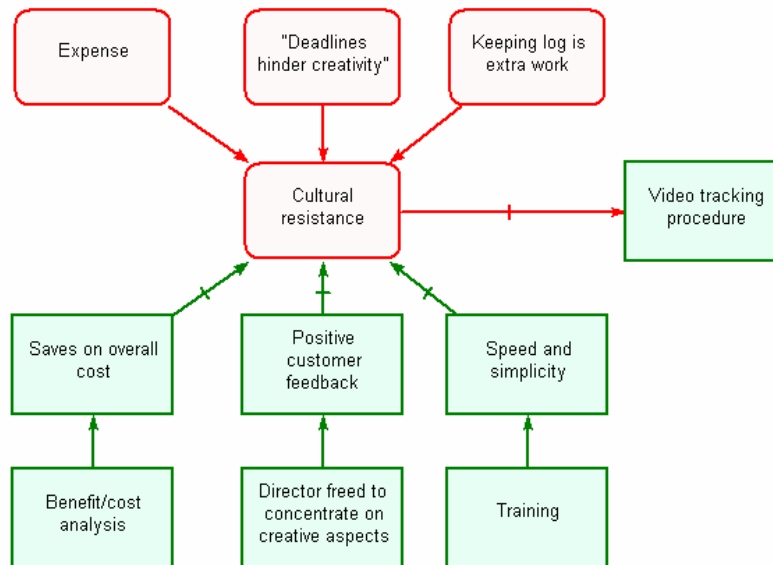 Expense
"Deadlines
hinder creativity"
Keeping log is
extra work
Cultural
resistance
Video tracking
procedure
Saves on overall
cost
Positive
customer
feedback
Speed and
simplicity
Benefit/cost
analysis
Director freed to
concentrate on
creative aspects
Training